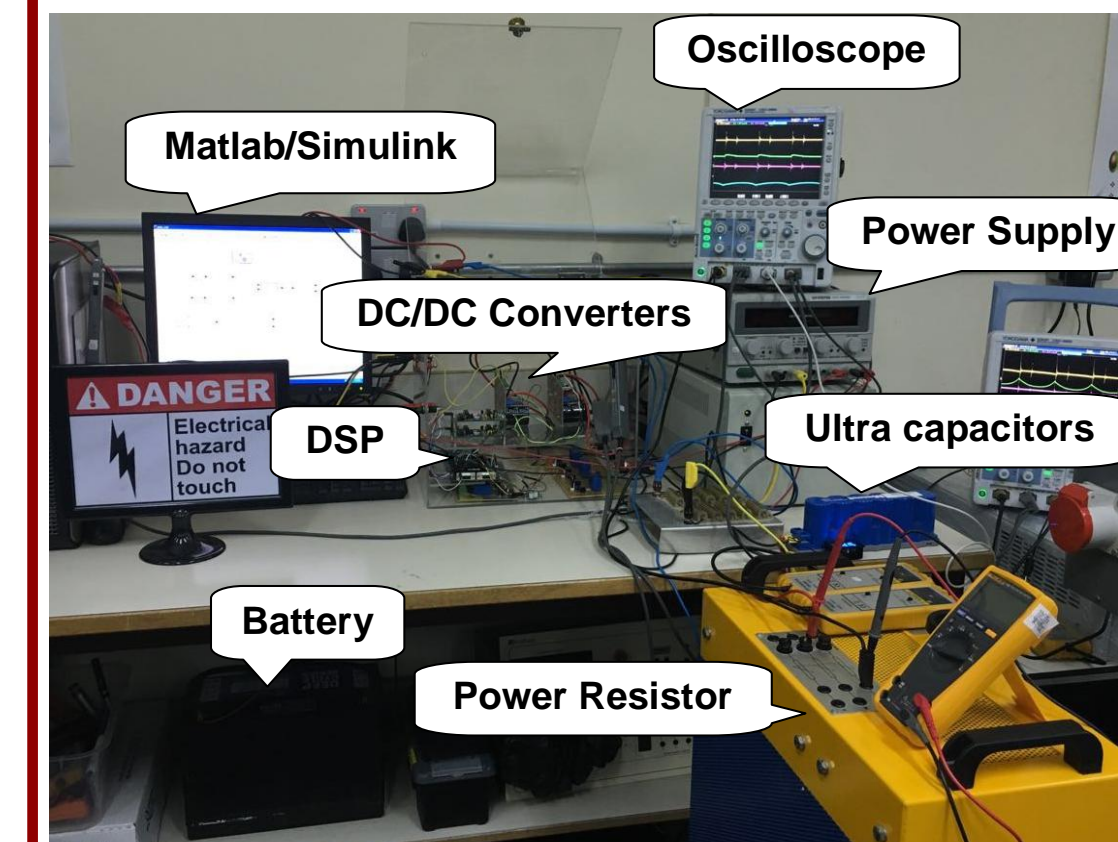 Oscilloscope
Matlab/Simulink
Power Supply
DC/DC Converters
DANGER
Electrical
hazard
Do not
touch
DSP
Ultra capacitors
Battery
Power Resistor